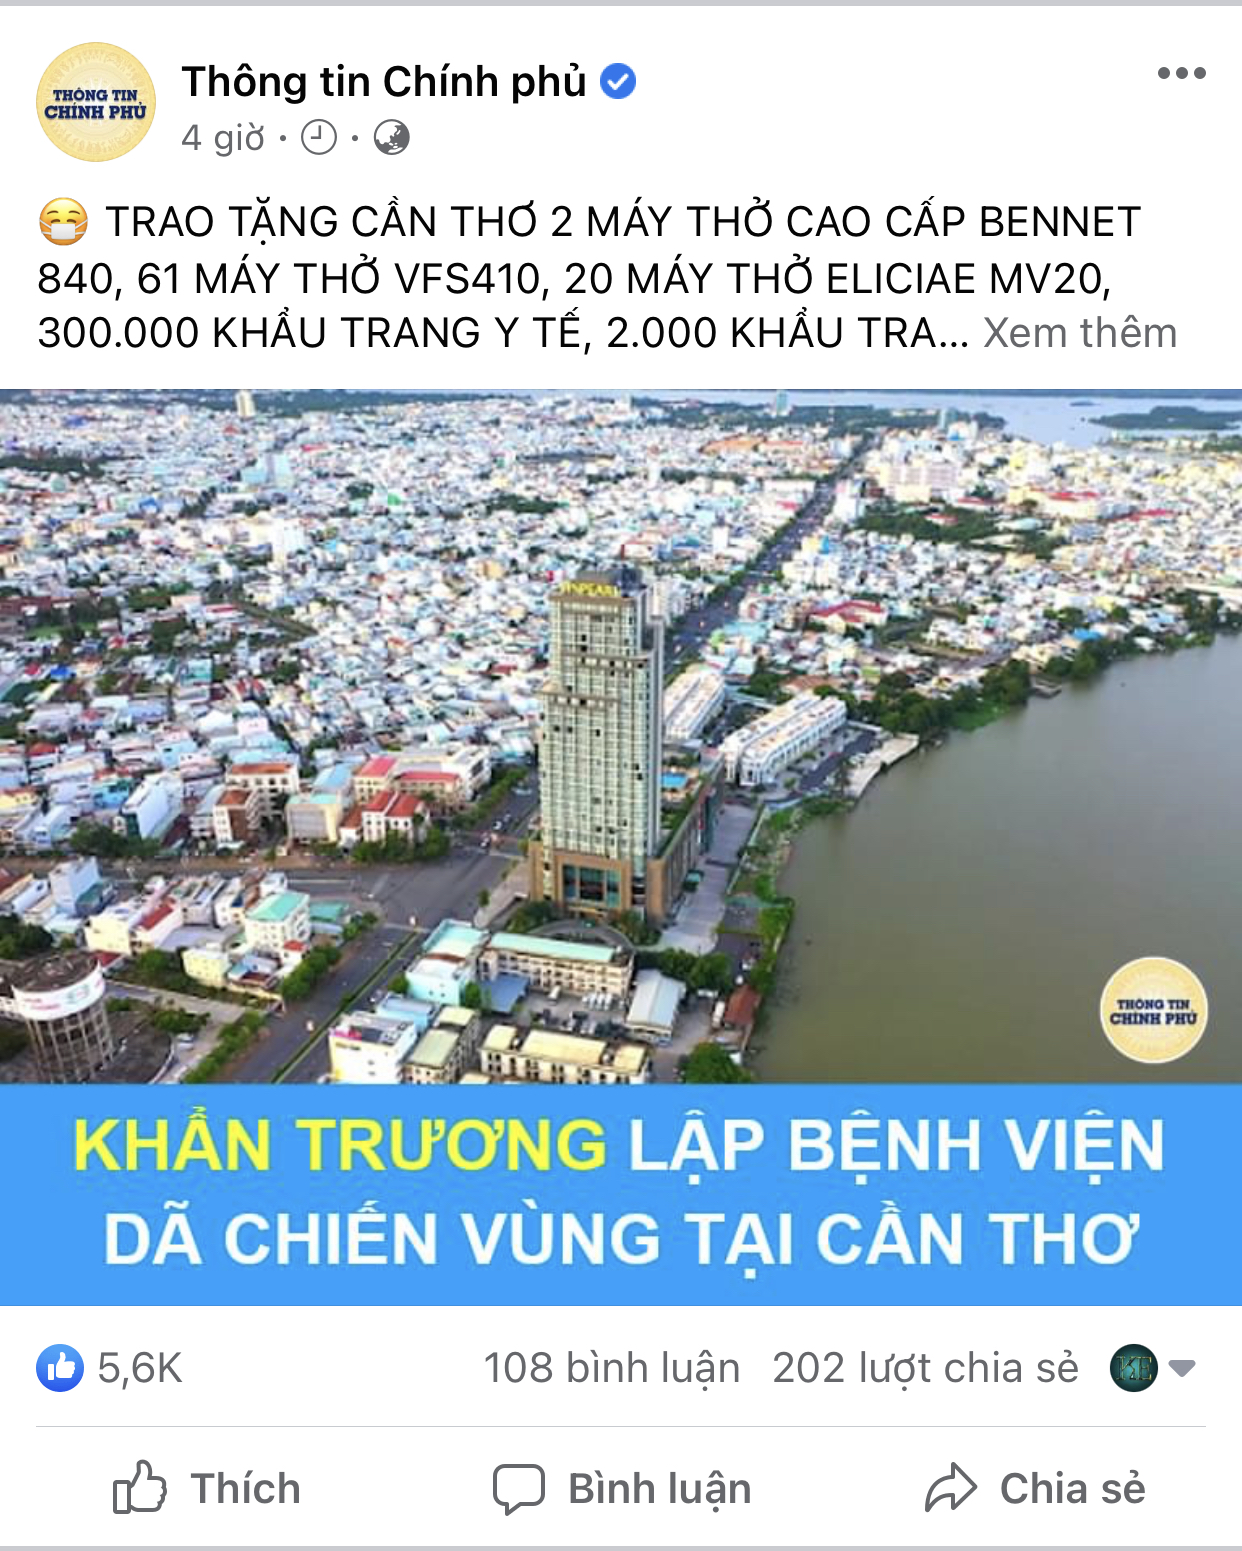 THÔNG TIN
CHÍNH PHỦ
Thông tin Chính phủ
4 giờ
TRAO TẶNG CẦN THƠ 2 MÁY THỞ CAO CẤP BENNET
840, 61 MÁY THỞ VFS410, 20 MÁY THỞ ELICIAE MV20,
300.000 KHẨU TRANG Y TẾ, 2.000 KHẨU TRA... Xem thêm
VINPEARL
THÔNG TIN
CHÍNH PHỦ
KHẨN TRƯƠNG LẬP BỆNH VIỆN
DÃ CHIẾN VÙNG TẠI CẦN THƠ
5,6K
108 bình luận 202 lượt chia sẻ
KE
Thích
Bình luận
Chia sẻ